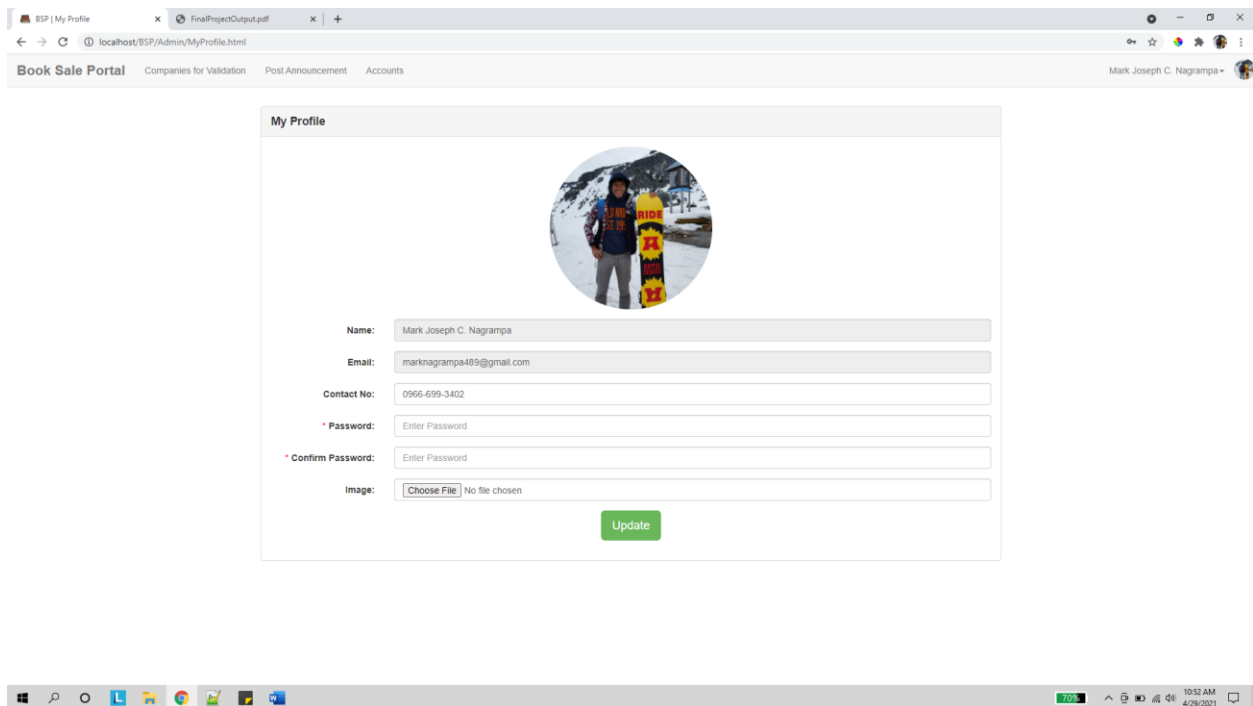 BSP | My Profile
FinalProjectOutput.pdf
localhost/BSP/Admin/MyProfile.html
Book Sale Portal Companies for Validation Post Announcement Accounts Mark Joseph C. Nagrampa
My Profile
RIDE
Name: Mark Joseph C. Nagrampa
Email: marknagrampa489@gmail.com
Contact No: 0966-699-3402
* Password: Enter Password
* Confirm Password: Enter Password
Image: Choose File No file chosen
Update
70% 10:52 AM
4/29/2021